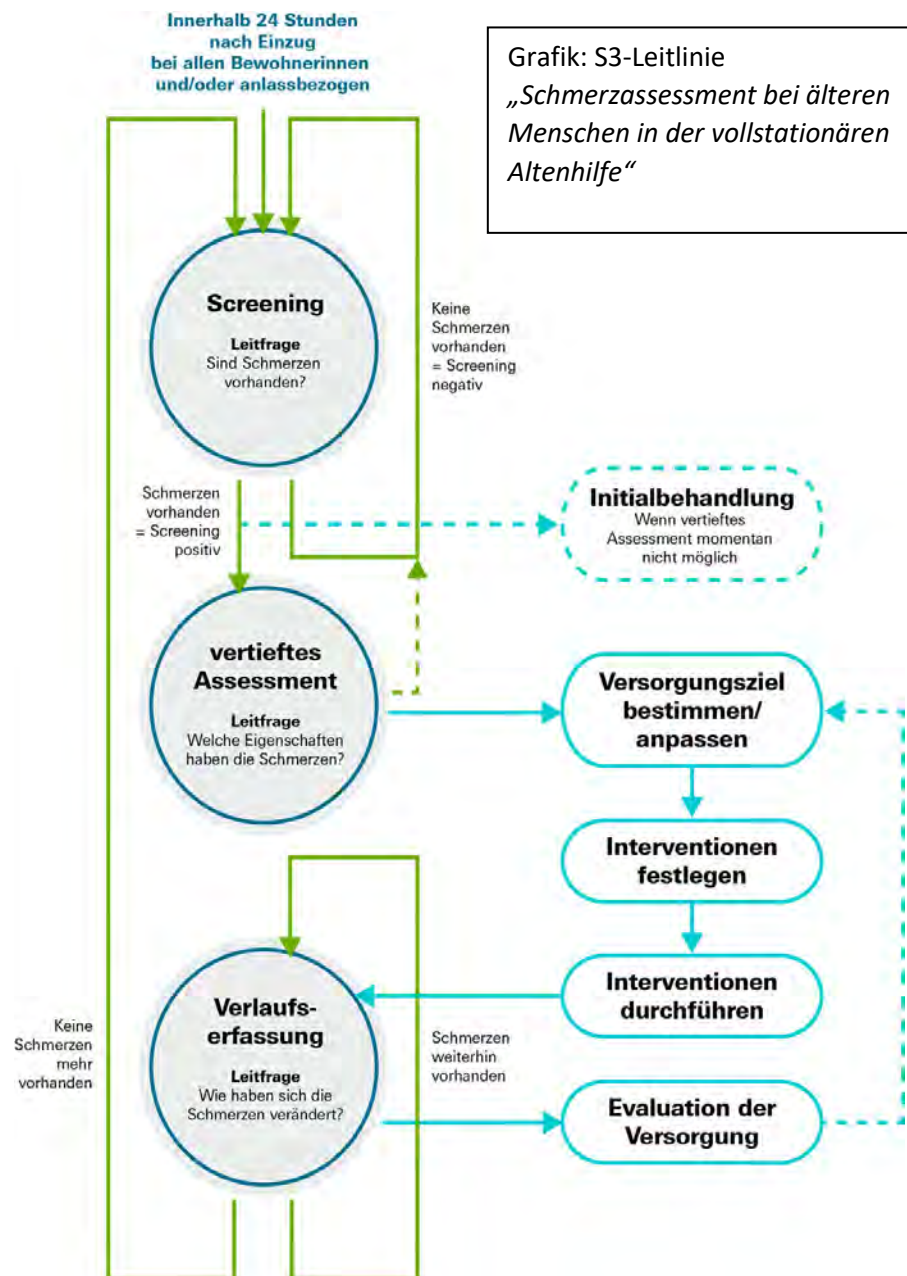 Innerhalb 24 Stunden
nach Einzug
bei allen Bewohnerinnen
und/oder anlassbezogen
Grafik: S3-Leitlinie
„Schmerzassessment bei älteren
Menschen in der vollstationären
Altenhilfe“
Screening
Leitfrage
Sind Schmerzen
vorhanden?
Keine
Schmerzen
vorhanden
= Screening
negativ
Schmerzen
vorhanden
= Screening
positiv
Initialbehandlung
Wenn vertieftes
Assessment momentan
nicht möglich
vertieftes
Assessment
Leitfrage
Welche Eigenschaften
haben die Schmerzen?
Versorgungsziel
bestimmen/
anpassen
Interventionen
festlegen
Interventionen
durchführen
Verlaufs-
erfassung
Leitfrage
Wie haben sich die
Schmerzen verändert?
Keine
Schmerzen
mehr
vorhanden
Schmerzen
weiterhin
vorhanden
Evaluation der
Versorgung